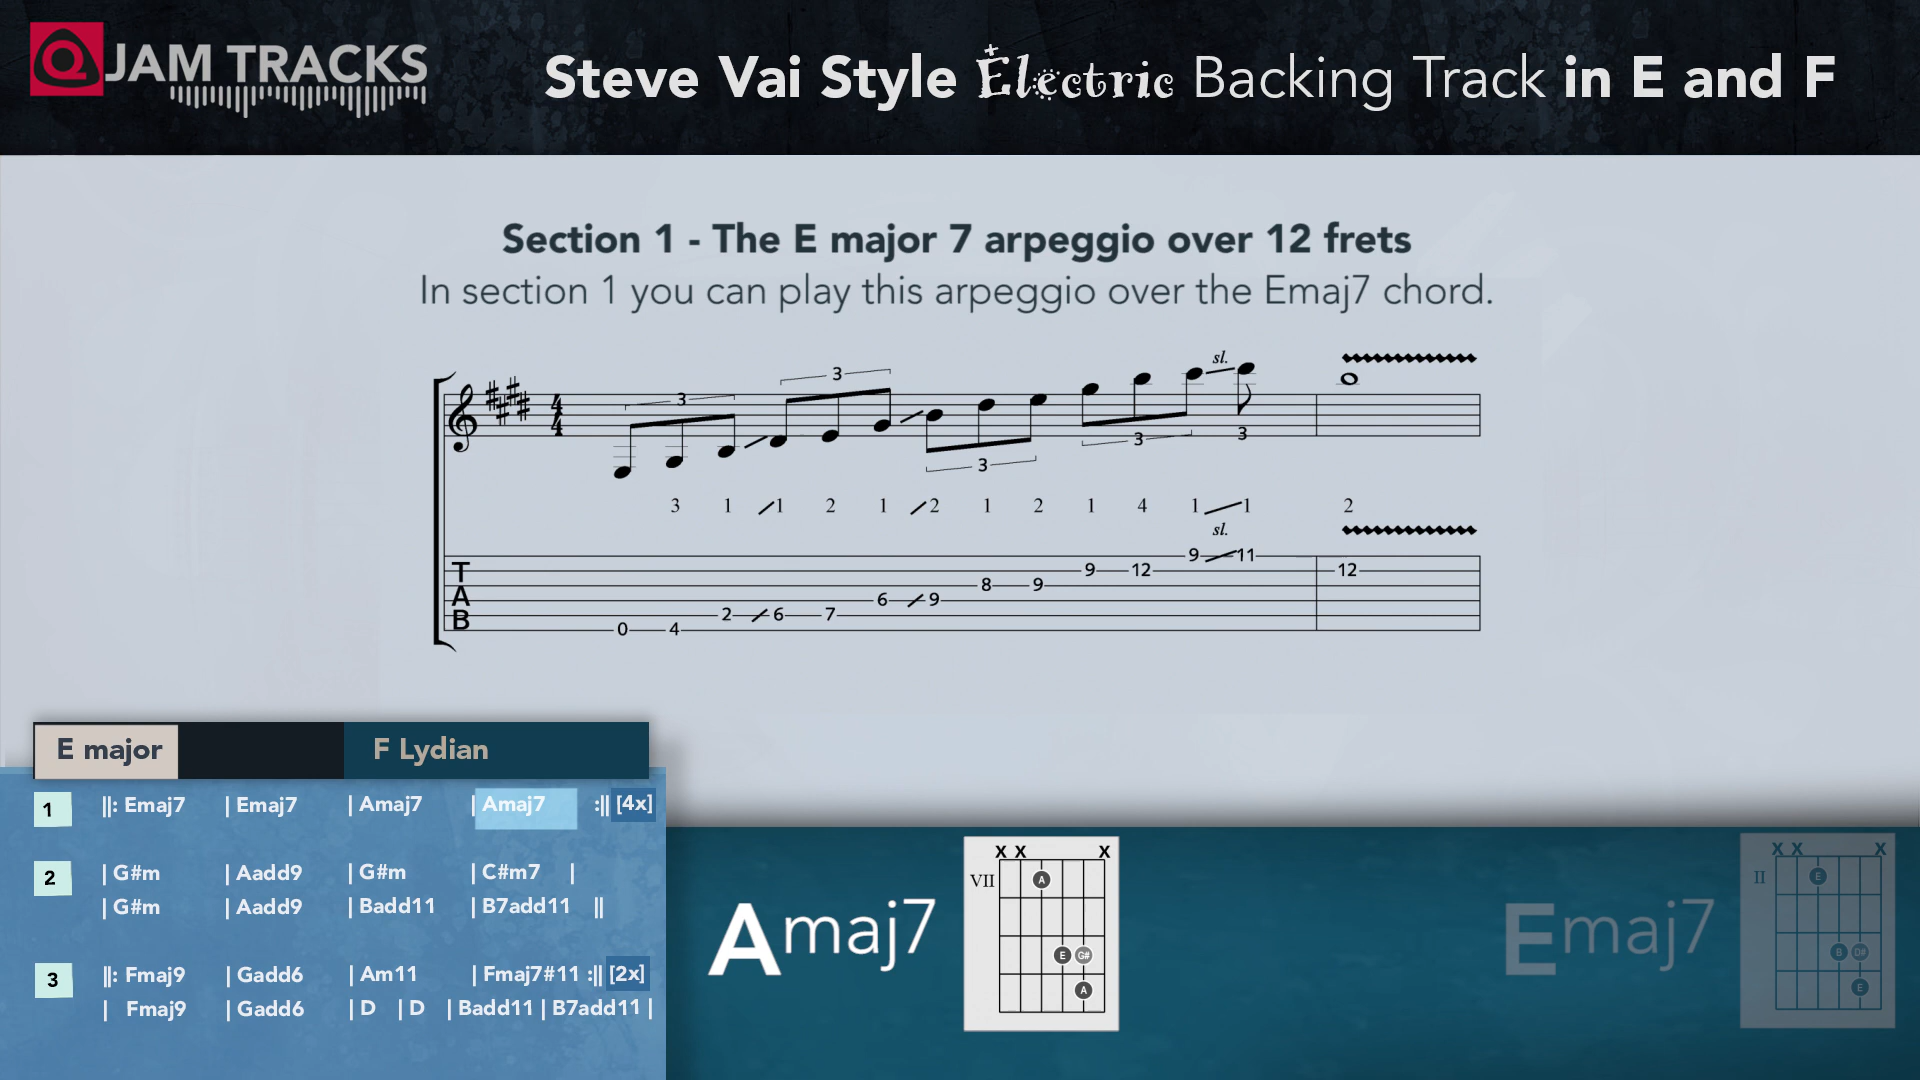 JAM TRACKS
Steve Vai Style Electric Backing Track in E and F
Section 1 - The E major 7 arpeggio over 12 frets
In section 1 you can play this arpeggio over the Emaj7 chord.
sl.
3 3
4
4
3 3 3
3 1 1 2 1 2 1 2 1 4 1 1 2
sl.
9 11
T 9 12 12
8 9
A 6 9
B 2 6 7
0 4
E major F Lydian
1 ||: Emaj7 | Emaj7 | Amaj7 | Amaj7 :|| [4x]
2 | G#m | Aadd9 | G#m | C#m7 |
| G#m | Aadd9 | Badd11 | B7add11 ||
3 ||: Fmaj9 | Gadd6 | Am11 | Fmaj7#11 :|| [2x]
| Fmaj9 | Gadd6 | D | D | Badd11 | B7add11 |
Amaj7
X X X
VII A
E G#
A
Emaj7
X X X
II E
B D#
E